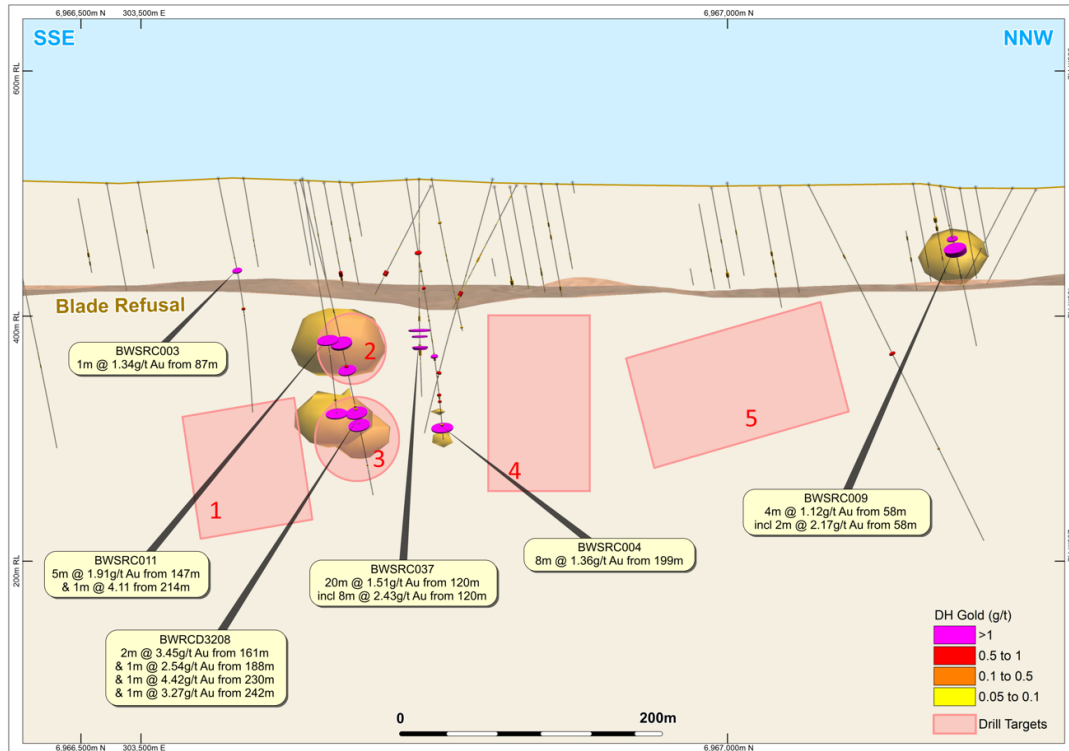 6,966,500m N
303,500m E
6,967,000m N
SSE
NNW
600m RL
Blade Refusal
400m RL
BWSRC003
1m @ 1.34g/t Au from 87m
2
5
3
4
1
BWSRC009
4m @ 1.12g/t Au from 58m
incl 2m @ 2.17g/t Au from 58m
BWSRC004
8m @ 1.36g/t Au from 199m
BWSRC011
5m @ 1.91g/t Au from 147m
& 1m @ 4.11 from 214m
BWSRC037
20m @ 1.51g/t Au from 120m
incl 8m @ 2.43g/t Au from 120m
200m RL
BWRCD3208
2m @ 3.45g/t Au from 161m
& 1m @ 2.54g/t Au from 188m
& 1m @ 4.42g/t Au from 230m
& 1m @ 3.27g/t Au from 242m
DH Gold (g/t)
>1
0.5 to 1
0.1 to 0.5
0.05 to 0.1
Drill Targets
0
200m
6,966,500m N
303,500m E
6,967,000m N